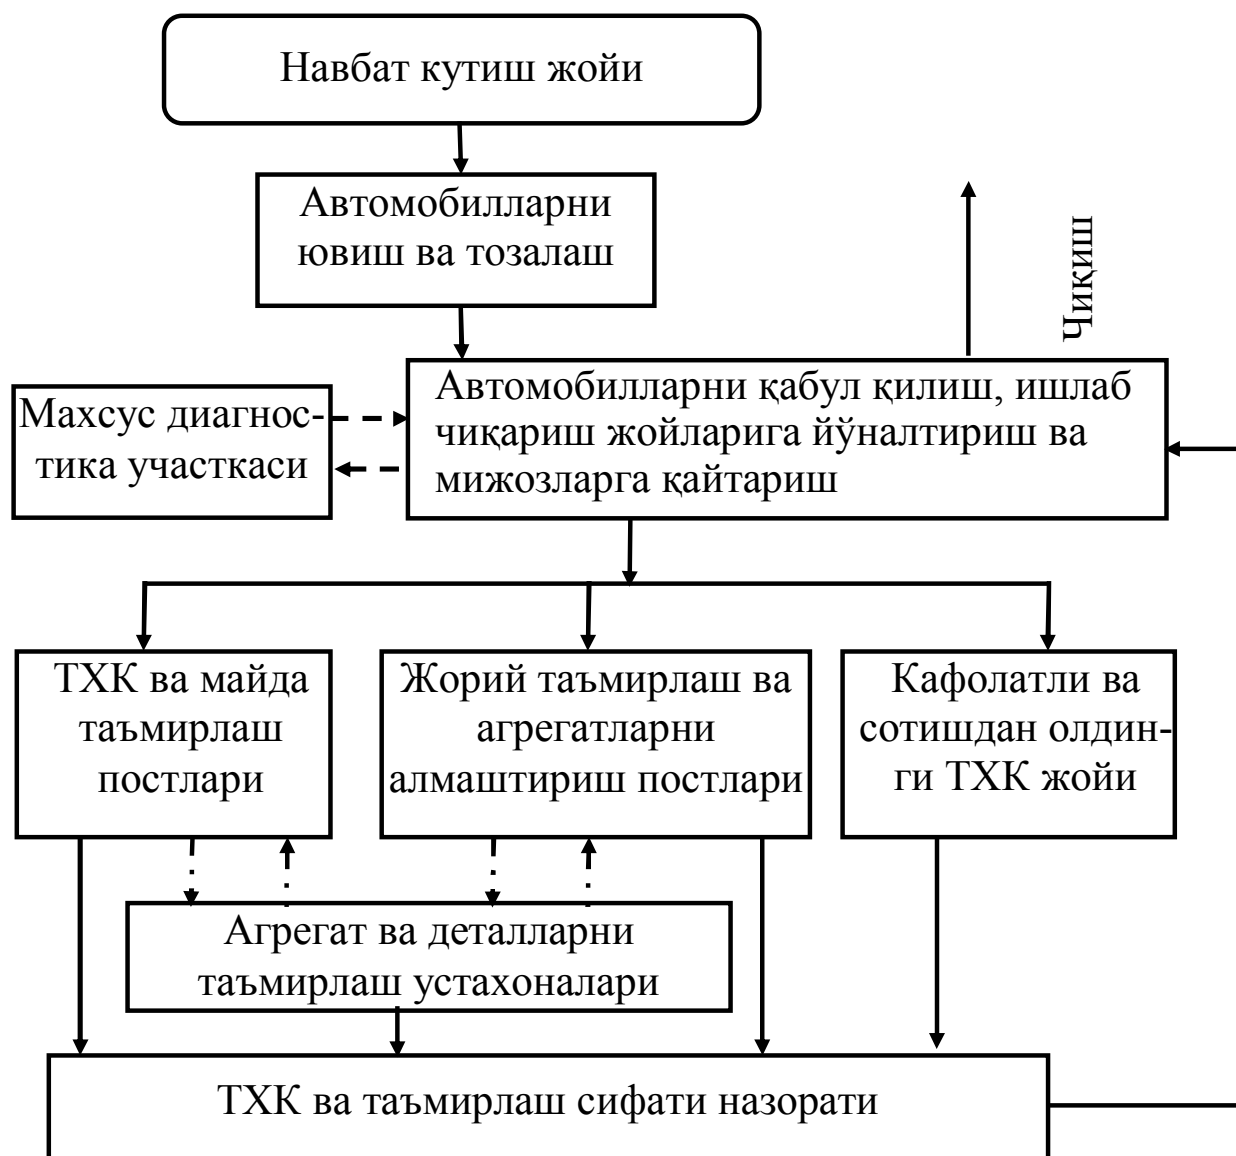 Навбат кутиш жойи
Автомобилларни
ювиш ва тозалаш
Чиқиш
Автомобилларни қабул қилиш, ишлаб
чиқариш жойларига йўналтириш ва
мижозларга қайтариш
Махсус диагнос-
тика участкаси
ТХК ва майда
таъмирлаш
постлари
Жорий таъмирлаш ва
агрегатларни
алмаштириш постлари
Кафолатли ва
сотишдан олдин-
ги ТХК жойи
Агрегат ва деталларни
таъмирлаш устахоналари
ТХК ва таъмирлаш сифати назорати